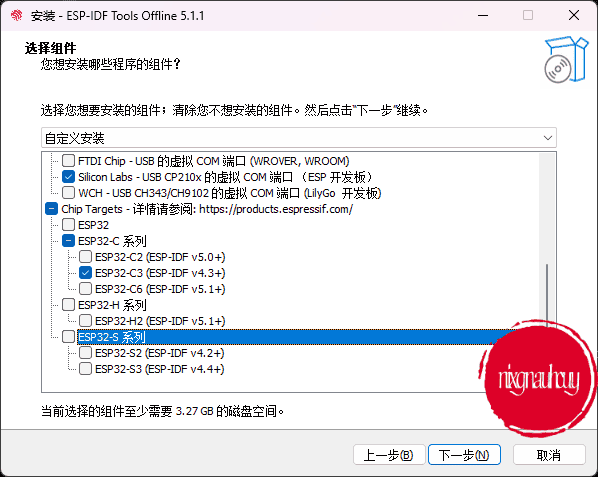 安装 - ESP-IDF Tools Offline 5.1.1
选择组件
您想安装哪些程序的组件？
选择您想要安装的组件；清除您不想安装的组件。然后点击“下一步”继续。
自定义安装
FTDI Chip - USB 的虚拟 COM 端口 (WROVER, WROOM)
Silicon Labs - USB CP210x 的虚拟 COM 端口 （ESP 开发板）
WCH - USB CH343/CH9102 的虚拟 COM 端口 (LilyGo 开发板)
Chip Targets - 详情请参阅: https://products.espressif.com/
ESP32
ESP32-C 系列
ESP32-C2 (ESP-IDF v5.0+)
ESP32-C3 (ESP-IDF v4.3+)
ESP32-C6 (ESP-IDF v5.1+)
ESP32-H 系列
ESP32-H2 (ESP-IDF v5.1+)
ESP32-S 系列
ESP32-S2 (ESP-IDF v4.2+)
ESP32-S3 (ESP-IDF v4.4+)
nixgnauhcuy
当前选择的组件至少需要 3.27 GB 的磁盘空间。
上一步(B)
下一步(N)
取消